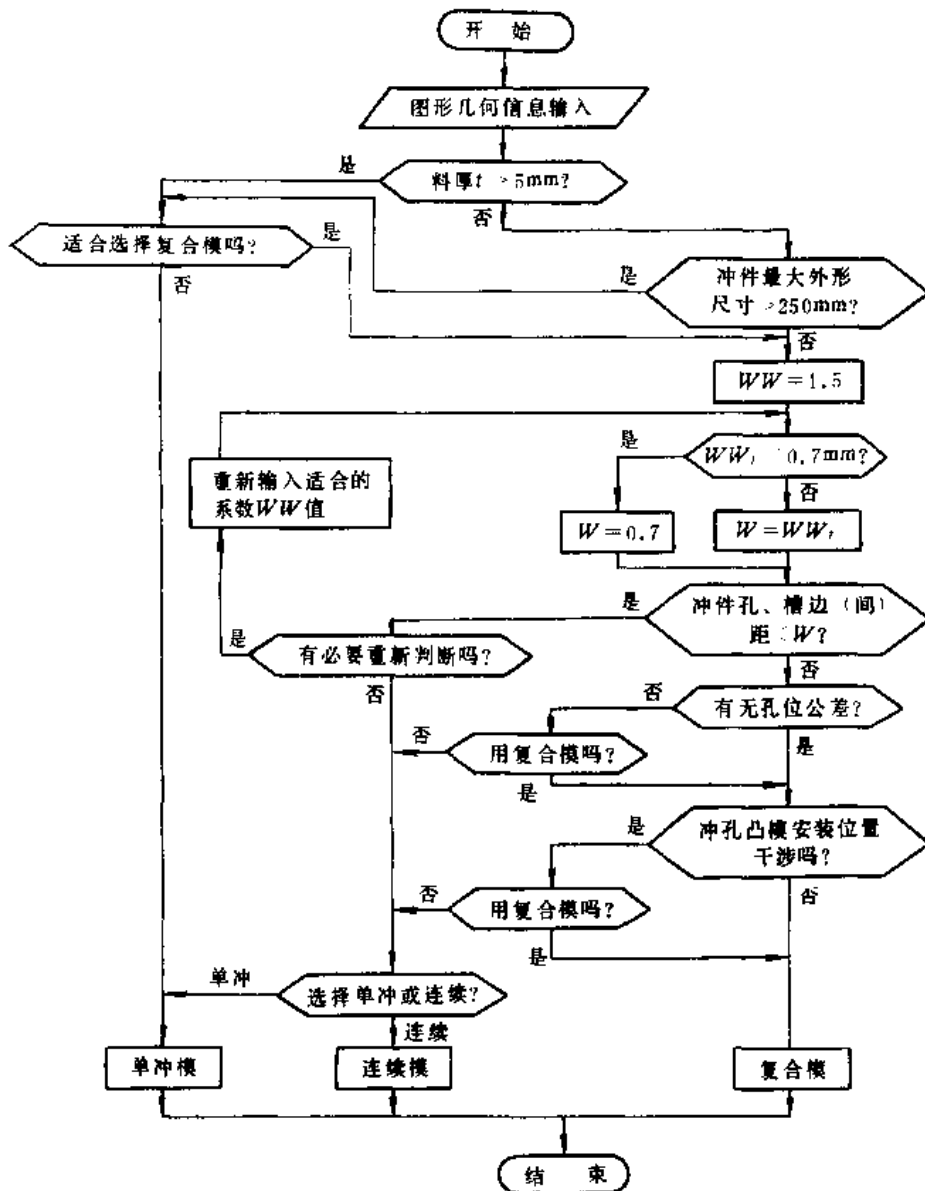 开 始
图形几何信息输入
是
料厚t > 5mm?
否
适合选择复合模吗?
是
否
是
冲件最大外形
尺寸>250mm?
否
WW=1.5
是
WWt 0.7mm?
否
重新输入适合的
系数WW值
W=0.7
W=WWt
是
冲件孔、槽边(间)
距 W?
否
是
有必要重新判断吗?
否
否
有无孔位公差?
是
否
用复合模吗?
是
是
冲孔凸模安装位置
干涉吗?
否
否
用复合模吗?
是
单冲
选择单冲或连续?
连续
单冲模
连续模
复合模
结 束